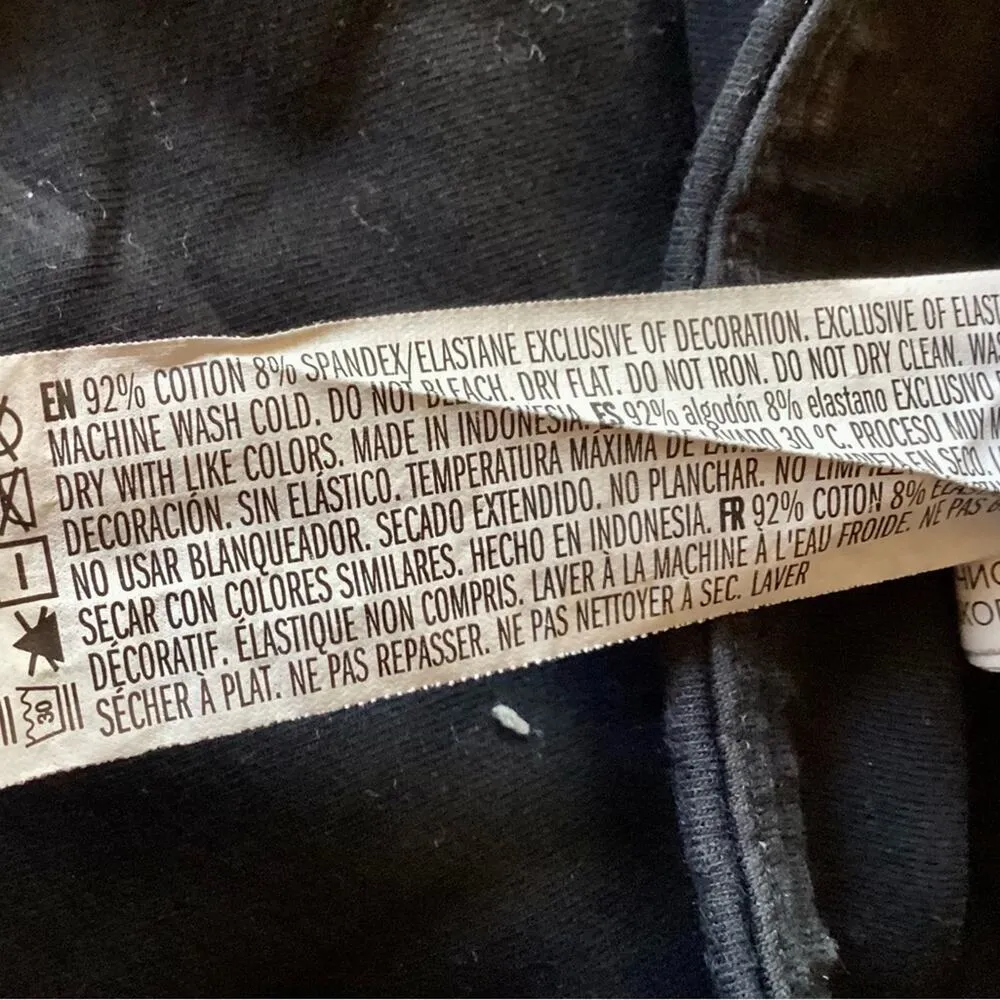 EN 92% COTTON 8% SPANDEX/ELASTANE EXCLUSIVE OF DECORATION. EXCLUSIVE OF ELAST
MACHINE WASH COLD. DO NOT BLEACH. DRY FLAT. DO NOT IRON. DO NOT DRY CLEAN. WAS
DRY WITH LIKE COLORS. MADE IN INDONESIA. ES 92% algodón 8% elastano EXCLUSIVO
DECORACIÓN. SIN ELÁSTICO. TEMPERATURA MÁXIMA DE LAVADO 30 °C. PROCESO MUY
NO USAR BLANQUEADOR. SECADO EXTENDIDO. NO PLANCHAR. NO LIMPIEZA EN SECO.
SECAR CON COLORES SIMILARES. HECHO EN INDONESIA. FR 92% COTON 8%
DÉCORATIF. ÉLASTIQUE NON COMPRIS. LAVER À LA MACHINE À L'EAU FROIDE. NE PAS
SÉCHER À PLAT. NE PAS REPASSER. NE PAS NETTOYER À SEC. LAVER
30